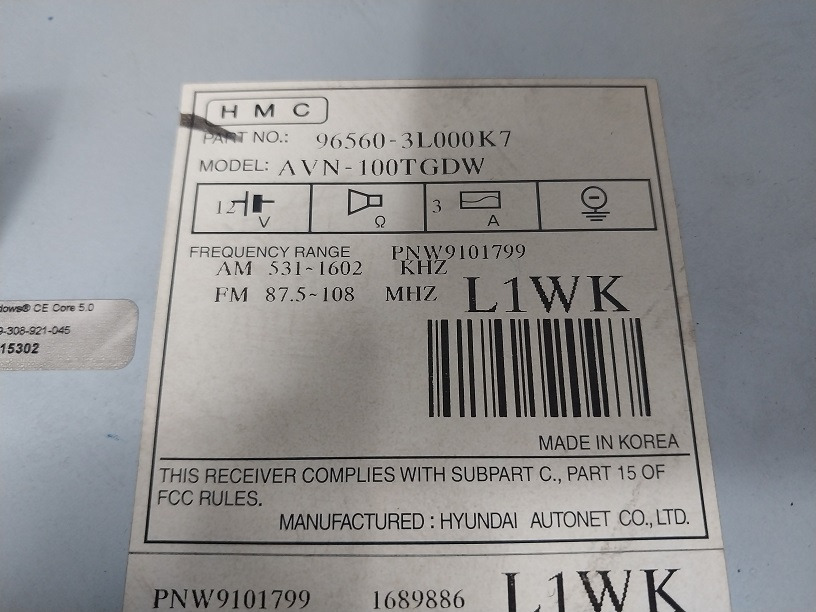 HMC
PART NO.: 96560-3L000K7
MODEL: AVN-100TGDW
12 V Ω 3 A
FREQUENCY RANGE PNW9101799
AM 531~1602 KHZ
FM 87.5~108 MHZ L1WK
dows® CE Core 5.0
9-308-921-045
15302
MADE IN KOREA
THIS RECEIVER COMPLIES WITH SUBPART C., PART 15 OF
FCC RULES.
MANUFACTURED : HYUNDAI AUTONET CO., LTD.
PNW9101799 1689886 L1WK